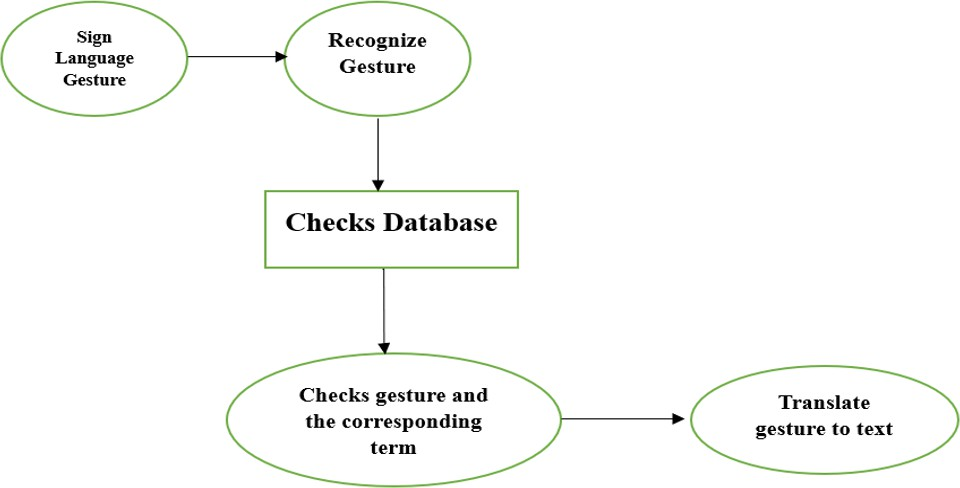 Sign
Language
Gesture
Recognize
Gesture
Checks Database
Checks gesture and
the corresponding
term
Translate
gesture to text